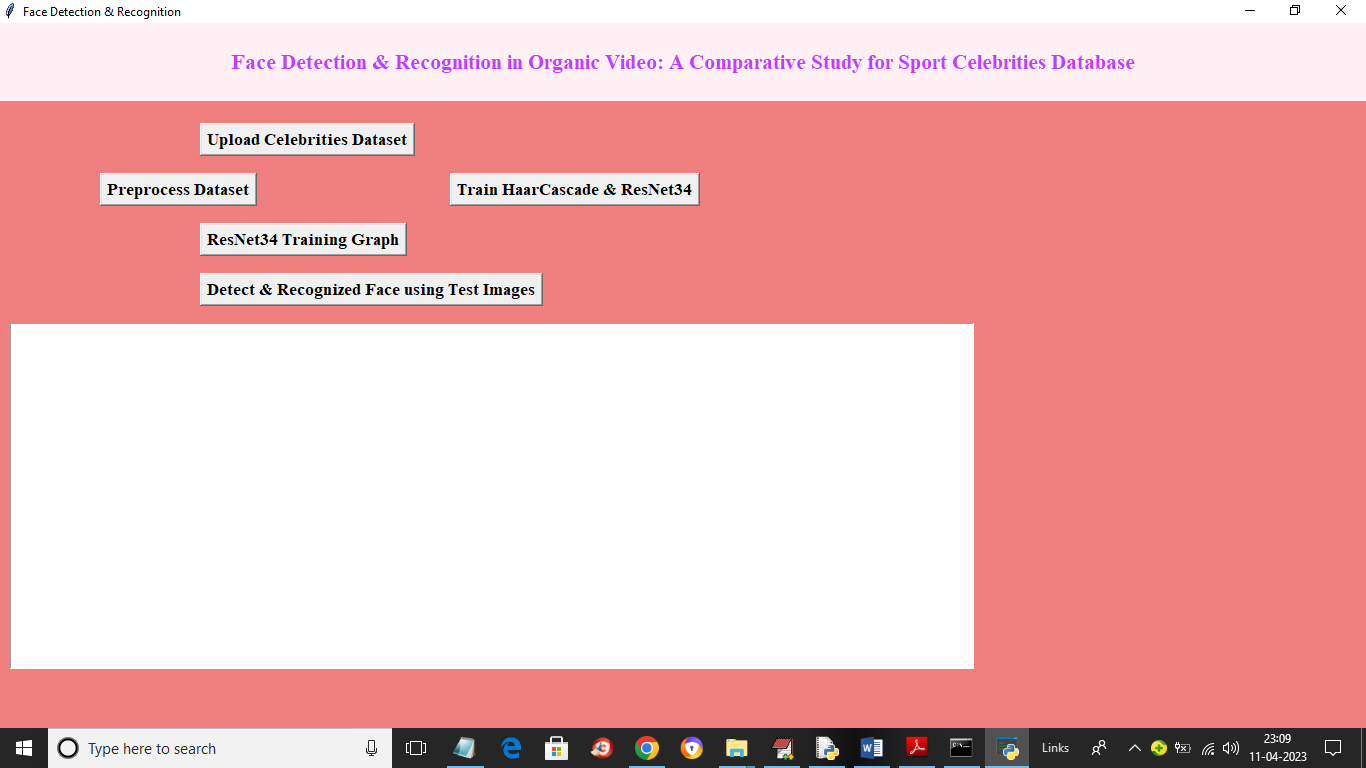 Face Detection & Recognition
Face Detection & Recognition in Organic Video: A Comparative Study for Sport Celebrities Database
Upload Celebrities Dataset
Preprocess Dataset
Train HaarCascade & ResNet34
ResNet34 Training Graph
Detect & Recognized Face using Test Images
Type here to search
Links
23:09
11-04-2023